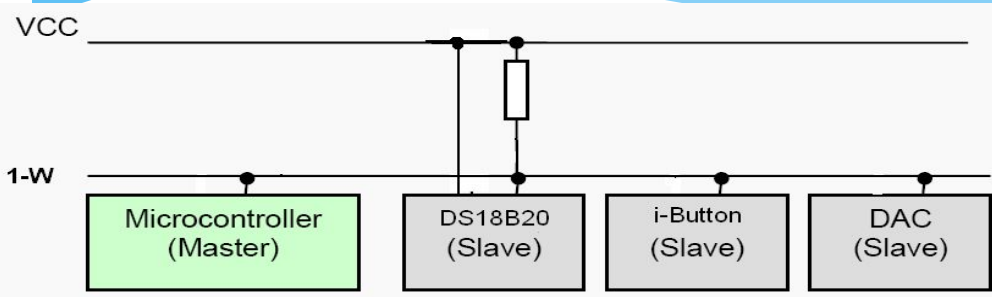 VCC
1-W
Microcontroller
(Master)
DS18B20
(Slave)
i-Button
(Slave)
DAC
(Slave)